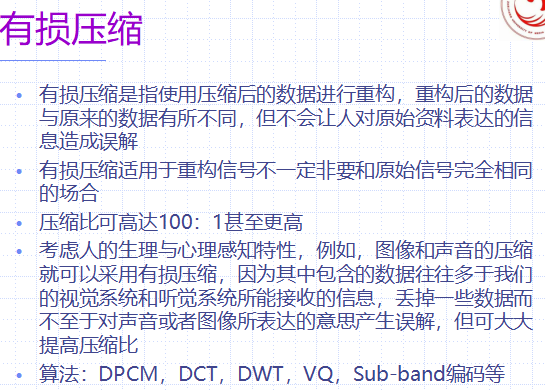 有损压缩
• 有损压缩是指使用压缩后的数据进行重构，重构后的数据
与原来的数据有所不同，但不会让人对原始资料表达的信
息造成误解
• 有损压缩适用于重构信号不一定非要和原始信号完全相同
的场合
• 压缩比可高达100：1甚至更高
• 考虑人的生理与心理感知特性，例如，图像和声音的压缩
就可以采用有损压缩，因为其中包含的数据往往多于我们
的视觉系统和听觉系统所能接收的信息，丢掉一些数据而
不至于对声音或者图像所表达的意思产生误解，但可大大
提高压缩比
• 算法：DPCM，DCT，DWT，VQ，Sub-band编码等